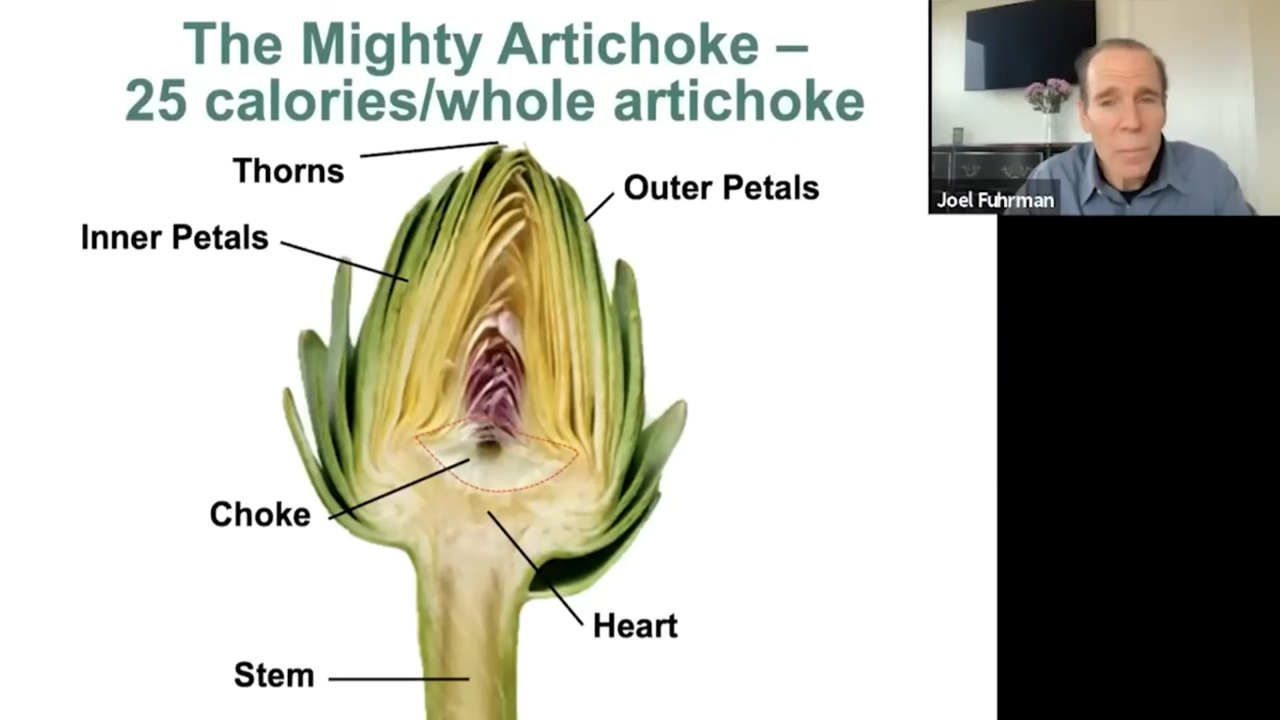 The Mighty Artichoke –
25 calories/whole artichoke
Thorns
Outer Petals
Inner Petals
Choke
Heart
Stem
Joel Fuhrman